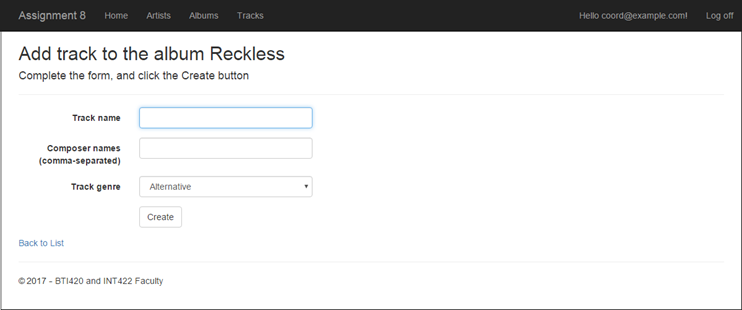 Assignment 8 Home Artists Albums Tracks Hello coord@example.com! Log off
Add track to the album Reckless
Complete the form, and click the Create button
Track name
Composer names
(comma-separated)
Track genre Alternative
Create
Back to List
© 2017 - BTI420 and INT422 Faculty